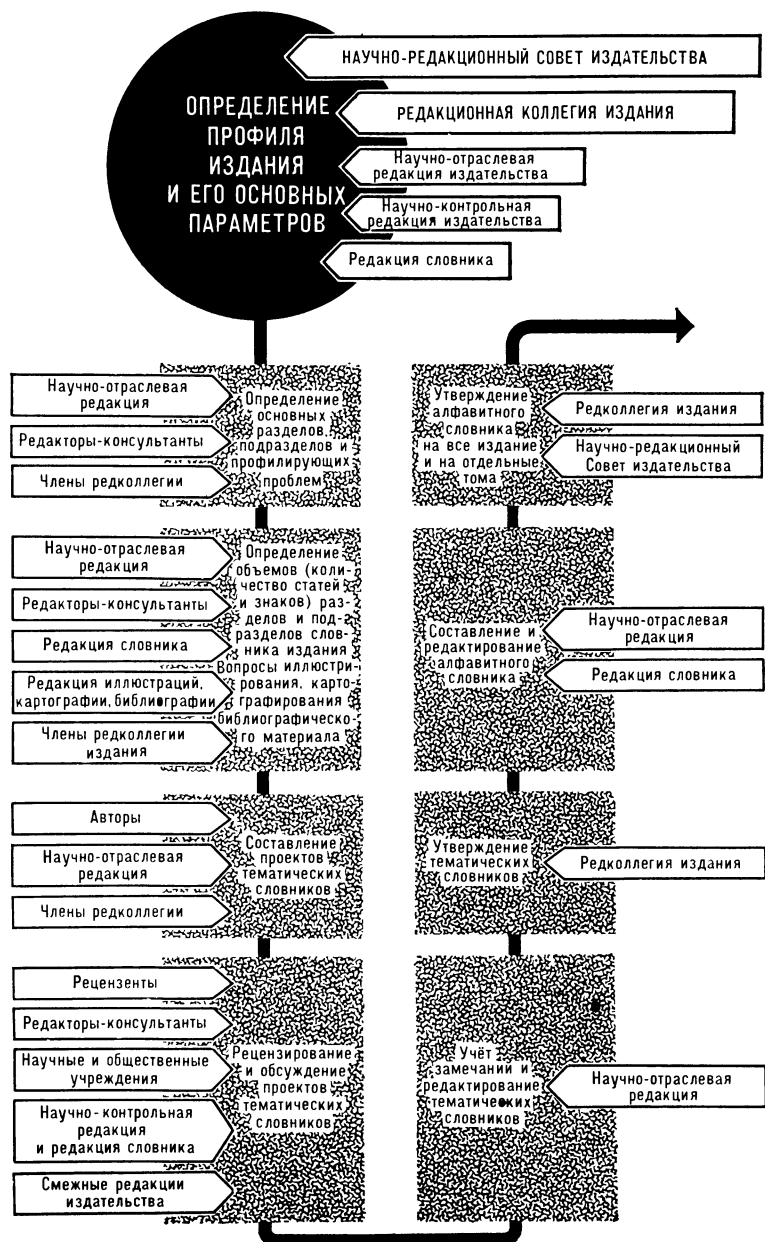 ОПРЕДЕЛЕНИЕ
ПРОФИЛЯ
ИЗДАНИЯ
И ЕГО ОСНОВНЫХ
ПАРАМЕТРОВ
НАУЧНО-РЕДАКЦИОННЫЙ СОВЕТ ИЗДАТЕЛЬСТВА
РЕДАКЦИОННАЯ КОЛЛЕГИЯ ИЗДАНИЯ
Научно-отраслевая
редакция издательства
Научно-контрольная
редакция издательства
Редакция словника
Научно-отраслевая
редакция
Редакторы-консультанты
Члены редколлегии
Определение
основных
разделов,
подразделов и
профилирующих
проблем
Научно-отраслевая
редакция
Редакторы-консультанты
Редакция словника
Редакция иллюстраций,
картографии, библиографии
Члены редколлегии
издания
Определение
объемов (коли-
чество статей
и знаков) раз-
делов и под-
разделов слов-
ника издания
Вопросы иллюстри-
рования, карто-
графирования
библиографическо-
го материала
Авторы
Научно-отраслевая
редакция
Члены редколлегии
Составление
проектов
тематических
словников
Рецензенты
Редакторы-консультанты
Научные и общественные
учреждения
Научно-контрольная
редакция
и редакция словника
Смежные редакции
издательства
Рецензирование
и обсуждение
проектов
тематических
словников
Учёт
замечаний и
редактирование
тематических
словников
Научно-отраслевая
редакция
Утверждение
тематических
словников
Редколлегия издания
Составление и
редактирование
алфавитного
словника
Научно-отраслевая
редакция
Редакция словника
Утверждение
алфавитного
словника
на все издание
и на отдельные
тома
Редколлегия издания
Научно-редакционный
Совет издательства